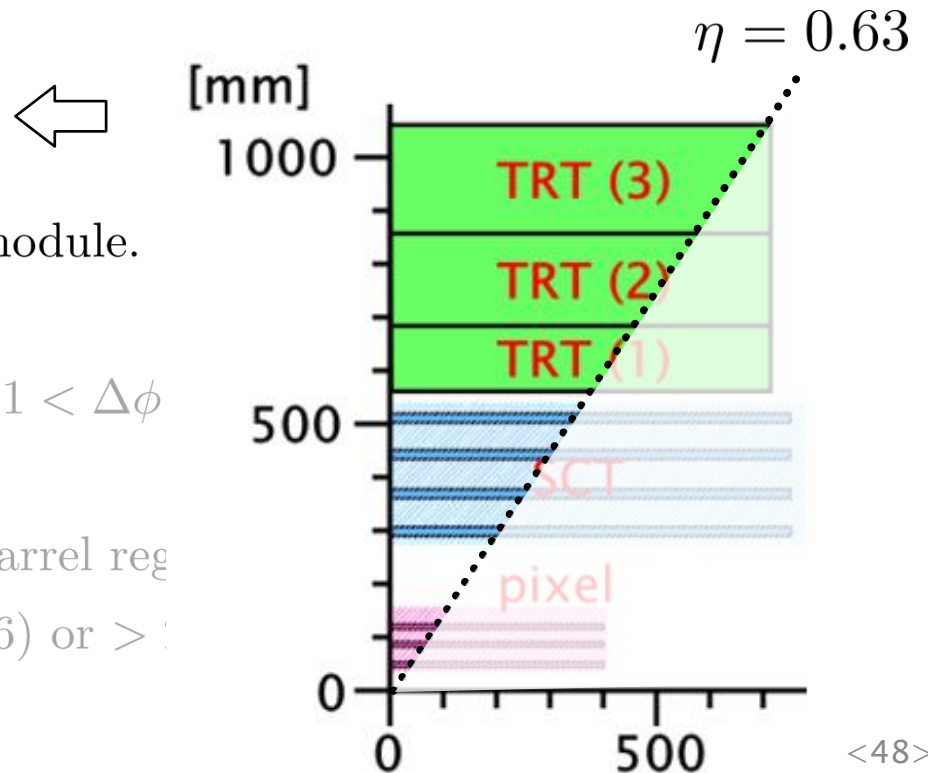 η = 0.63
[mm]
1000
TRT (3)
TRT (2)
TRT (1)
500
SCT
pixel
0
0 500
module.
1 < Δϕ
arrel reg
6) or >
<48>